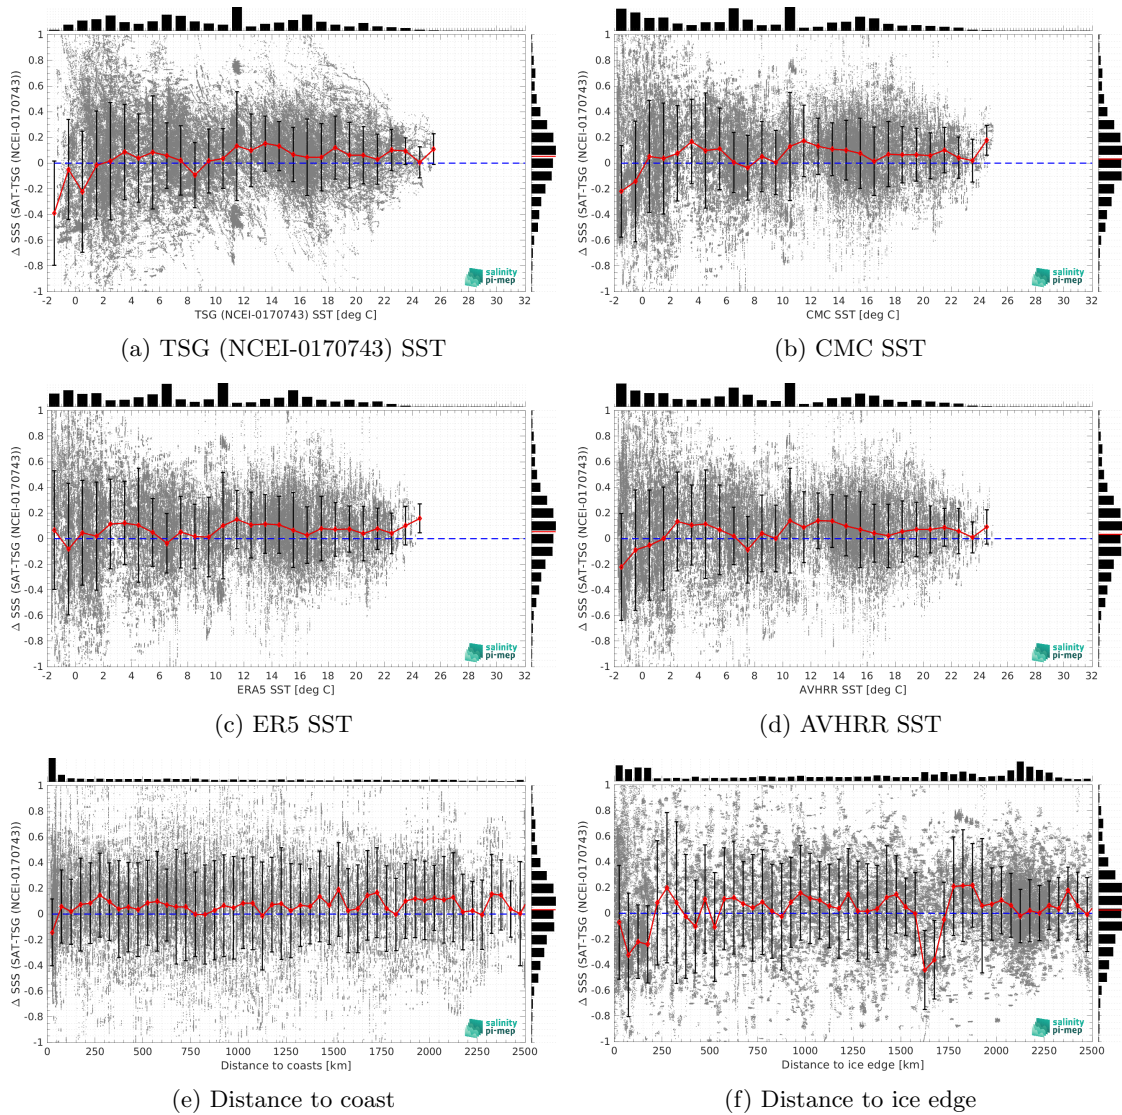 1
0.8
0.6
0.4
0.2
0
-0.2
-0.4
-0.6
-0.8
-1
Δ SSS (SAT-TSG (NCEI-0170743))
salinity
pi-mep
-2 0 2 4 6 8 10 12 14 16 18 20 22 24 26 28 30 32
TSG (NCEI-0170743) SST [deg C]
(a) TSG (NCEI-0170743) SST
1
0.8
0.6
0.4
0.2
0
-0.2
-0.4
-0.6
-0.8
-1
Δ SSS (SAT-TSG (NCEI-0170743))
salinity
pi-mep
-2 0 2 4 6 8 10 12 14 16 18 20 22 24 26 28 30 32
CMC SST [deg C]
(b) CMC SST
1
0.8
0.6
0.4
0.2
0
-0.2
-0.4
-0.6
-0.8
-1
Δ SSS (SAT-TSG (NCEI-0170743))
salinity
pi-mep
-2 0 2 4 6 8 10 12 14 16 18 20 22 24 26 28 30 32
ERA5 SST [deg C]
(c) ER5 SST
1
0.8
0.6
0.4
0.2
0
-0.2
-0.4
-0.6
-0.8
-1
Δ SSS (SAT-TSG (NCEI-0170743))
salinity
pi-mep
-2 0 2 4 6 8 10 12 14 16 18 20 22 24 26 28 30 32
AVHRR SST [deg C]
(d) AVHRR SST
1
0.8
0.6
0.4
0.2
0
-0.2
-0.4
-0.6
-0.8
-1
Δ SSS (SAT-TSG (NCEI-0170743))
salinity
pi-mep
0 250 500 750 1000 1250 1500 1750 2000 2250 2500
Distance to coasts [km]
(e) Distance to coast
1
0.8
0.6
0.4
0.2
0
-0.2
-0.4
-0.6
-0.8
-1
Δ SSS (SAT-TSG (NCEI-0170743))
salinity
pi-mep
0 250 500 750 1000 1250 1500 1750 2000 2250 2500
Distance to ice edge [km]
(f) Distance to ice edge